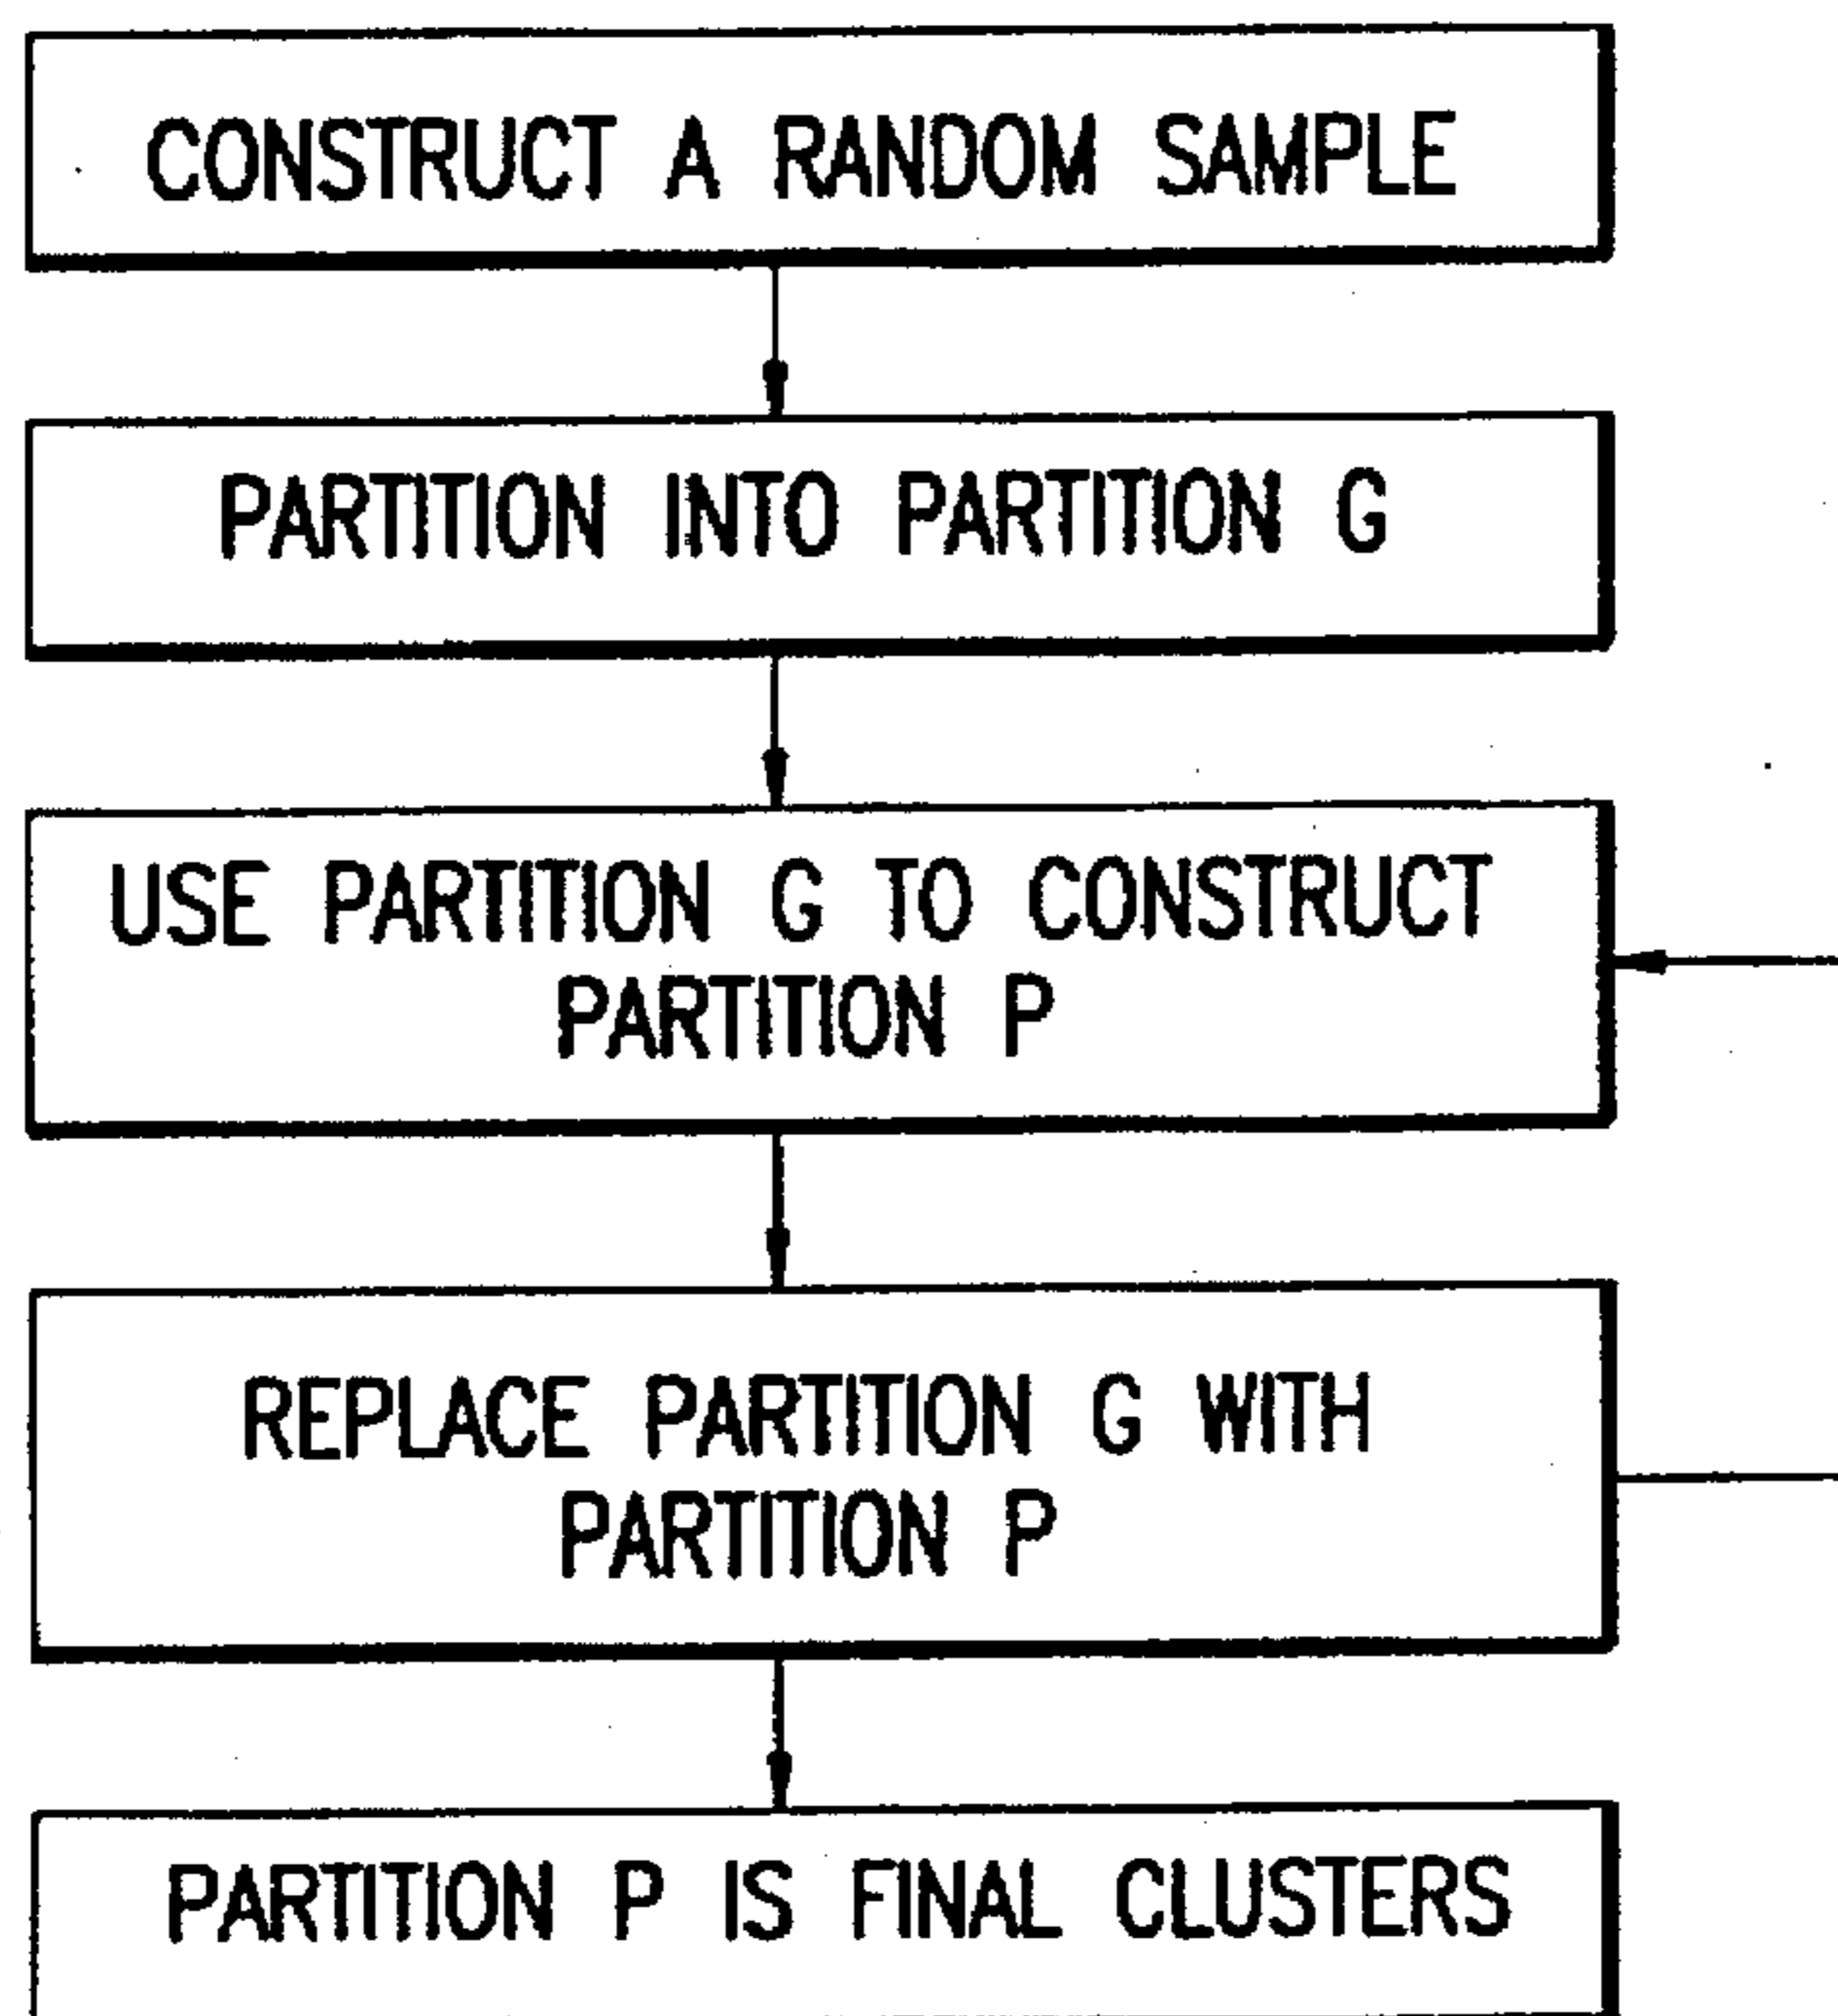 CONSTRUCT A RANDOM SAMPLE
PARTITION INTO PARTITION G
USE PARTITION G TO CONSTRUCT
PARTITION P
REPLACE PARTITION G WITH
PARTITION P
PARTITION P IS FINAL CLUSTERS